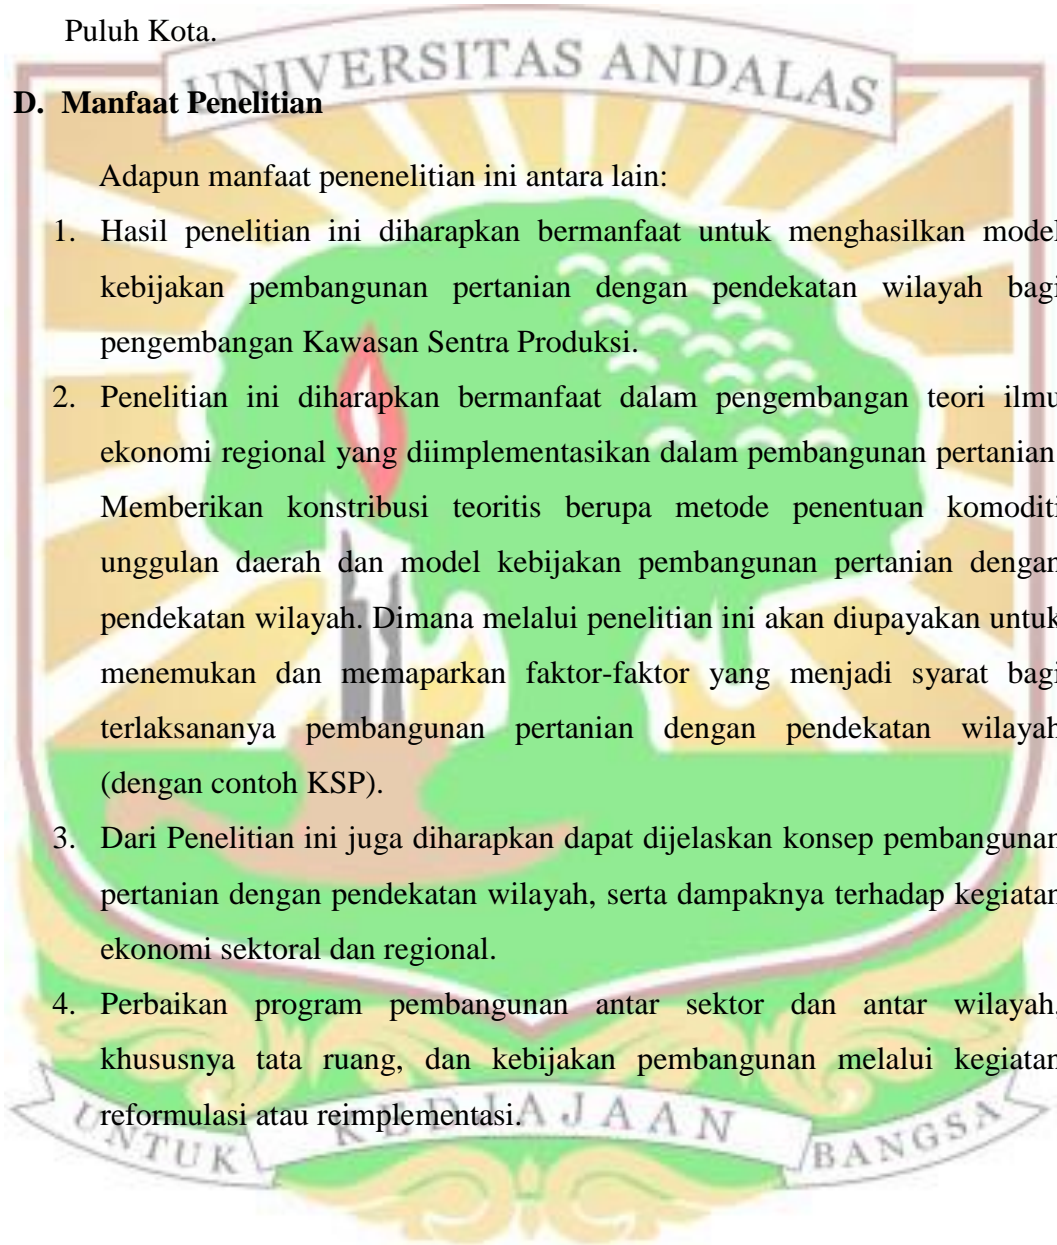 Puluh Kota.
UNIVERSITAS ANDALAS
D. Manfaat Penelitian
Adapun manfaat penenelitian ini antara lain:
1. Hasil penelitian ini diharapkan bermanfaat untuk menghasilkan model
kebijakan pembangunan pertanian dengan pendekatan wilayah bagi
pengembangan Kawasan Sentra Produksi.
2. Penelitian ini diharapkan bermanfaat dalam pengembangan teori ilmu
ekonomi regional yang diimplementasikan dalam pembangunan pertanian
Memberikan konstribusi teoritis berupa metode penentuan komoditi
unggulan daerah dan model kebijakan pembangunan pertanian dengan
pendekatan wilayah. Dimana melalui penelitian ini akan diupayakan untuk
menemukan dan memaparkan faktor-faktor yang menjadi syarat bagi
terlaksananya pembangunan pertanian dengan pendekatan wilayah
(dengan contoh KSP).
3. Dari Penelitian ini juga diharapkan dapat dijelaskan konsep pembangunan
pertanian dengan pendekatan wilayah, serta dampaknya terhadap kegiatan
ekonomi sektoral dan regional.
4. Perbaikan program pembangunan antar sektor dan antar wilayah,
khususnya tata ruang, dan kebijakan pembangunan melalui kegiatan
reformulasi atau reimplementasi.
UNTUK KEDJAJAAN BANGSA